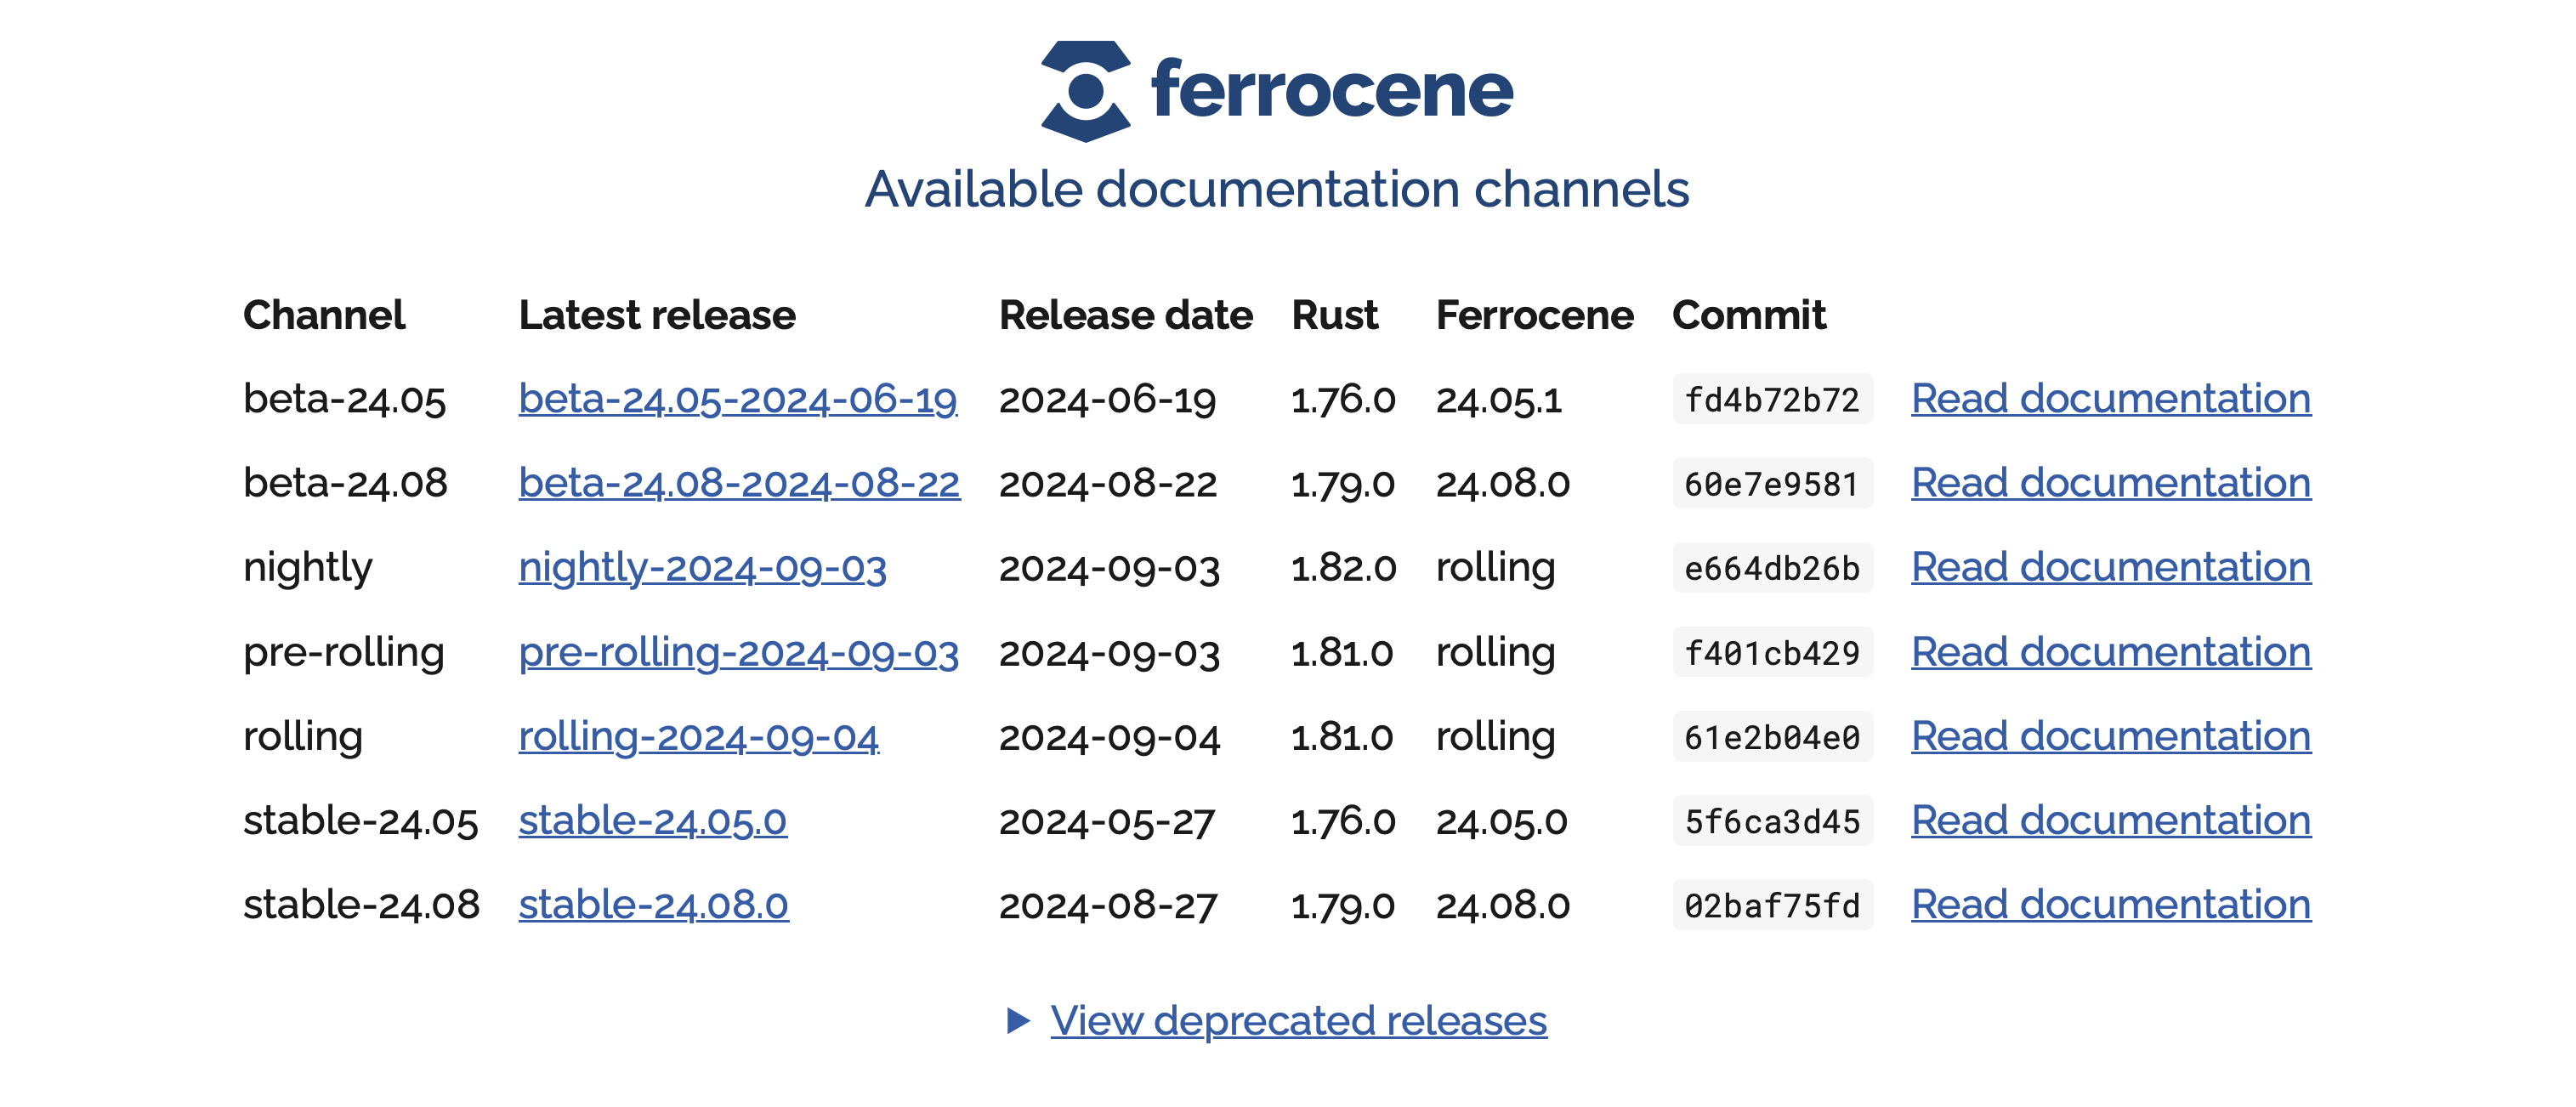 ferrocene
Available documentation channels
Channel Latest release Release date Rust Ferrocene Commit
beta-24.05 beta-24.05-2024-06-19 2024-06-19 1.76.0 24.05.1 fd4b72b72 Read documentation
beta-24.08 beta-24.08-2024-08-22 2024-08-22 1.79.0 24.08.0 60e7e9581 Read documentation
nightly nightly-2024-09-03 2024-09-03 1.82.0 rolling e664db26b Read documentation
pre-rolling pre-rolling-2024-09-03 2024-09-03 1.81.0 rolling f401cb429 Read documentation
rolling rolling-2024-09-04 2024-09-04 1.81.0 rolling 61e2b04e0 Read documentation
stable-24.05 stable-24.05.0 2024-05-27 1.76.0 24.05.0 5f6ca3d45 Read documentation
stable-24.08 stable-24.08.0 2024-08-27 1.79.0 24.08.0 02baf75fd Read documentation
▶ View deprecated releases